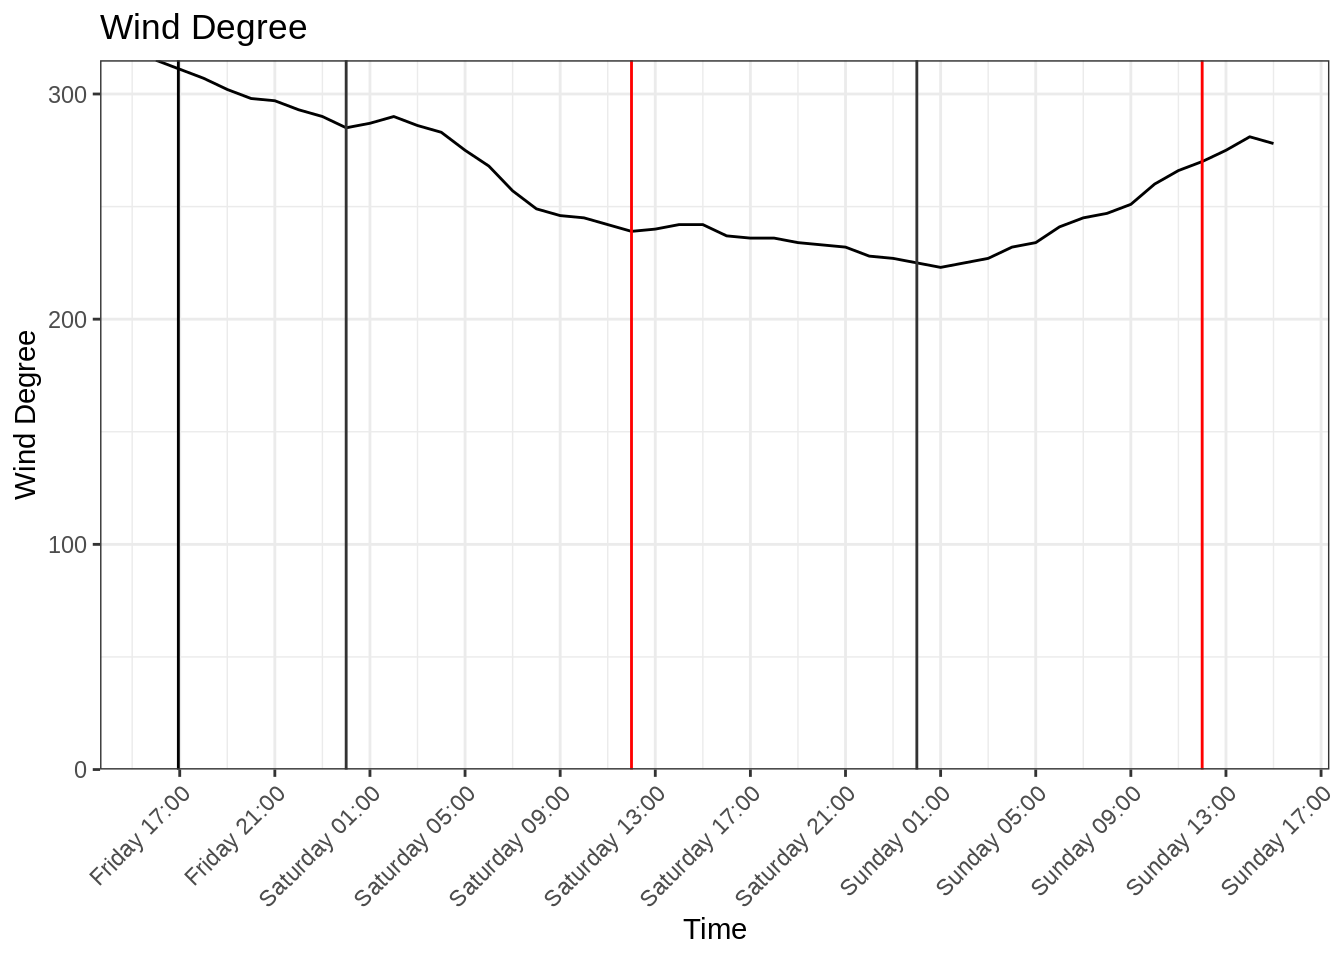 Wind Degree
300
200
100
0
Wind Degree
Friday 17:00
Friday 21:00
Saturday 01:00
Saturday 05:00
Saturday 09:00
Saturday 13:00
Saturday 17:00
Saturday 21:00
Sunday 01:00
Sunday 05:00
Sunday 09:00
Sunday 13:00
Sunday 17:00
Time